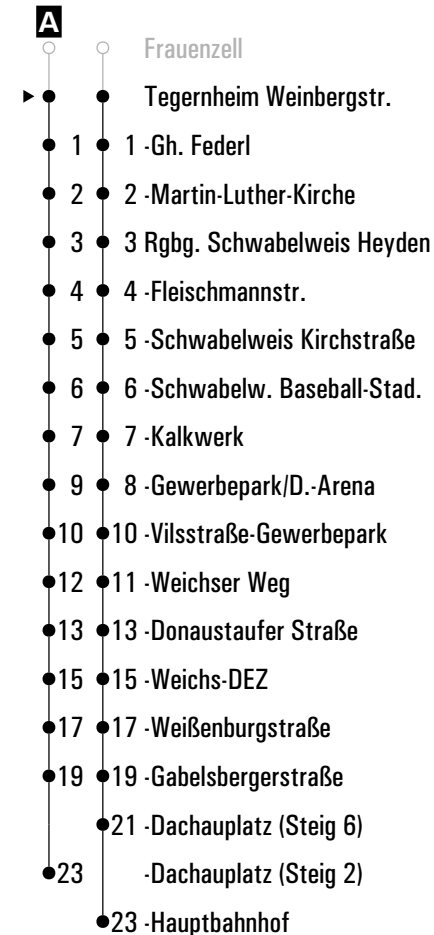 A
Frauenzell
Tegernheim Weinbergstr.
1 1 -Gh. Federl
2 2 -Martin-Luther-Kirche
3 3 Rgbg. Schwabelweis Heyden
4 4 -Fleischmannstr.
5 5 -Schwabelweis Kirchstraße
6 6 -Schwabelw. Baseball-Stad.
7 7 -Kalkwerk
9 8 -Gewerbepark/D.-Arena
10 10 -Vilsstraße-Gewerbepark
12 11 -Weichser Weg
13 13 -Donaustaufer Straße
15 15 -Weichs-DEZ
17 17 -Weißenburgstraße
19 19 -Gabelsbergerstraße
21 -Dachauplatz (Steig 6)
23 -Dachauplatz (Steig 2)
23 -Hauptbahnhof